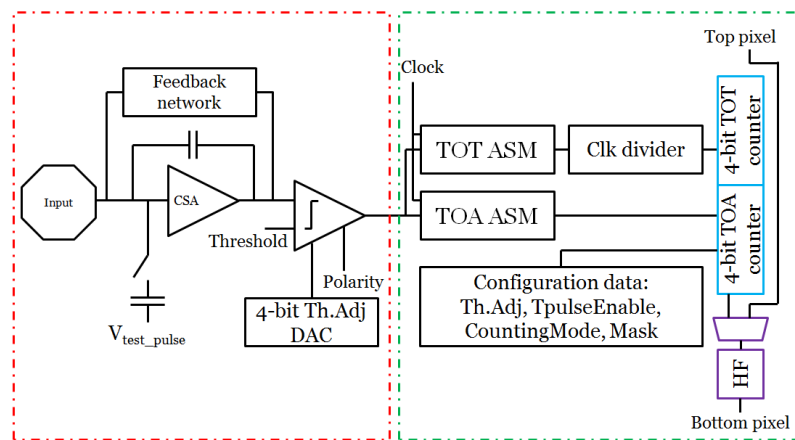 Top pixel
Clock
Feedback
network
4-bit TOT
counter
TOT ASM
Clk divider
Input
CSA
TOA ASM
4-bit TOA
counter
Threshold
Polarity
Configuration data:
Th.Adj, TpulseEnable,
CountingMode, Mask
4-bit Th.Adj
DAC
Vtest_pulse
HF
Bottom pixel